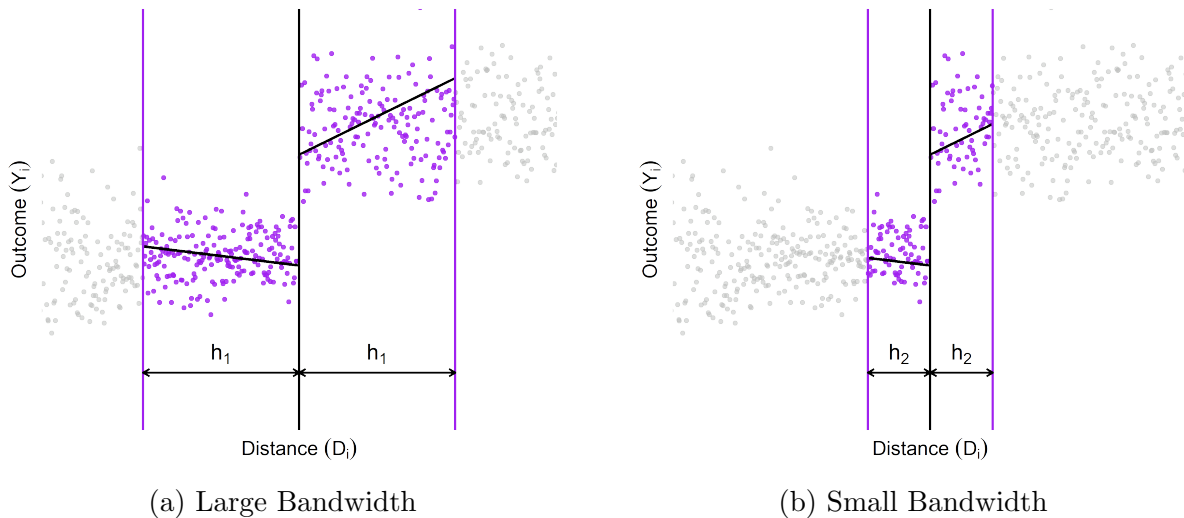 Outcome (Yᵢ)
h₁
h₁
Distance (Dᵢ)
(a) Large Bandwidth
Outcome (Yᵢ)
h₂
h₂
Distance (Dᵢ)
(b) Small Bandwidth